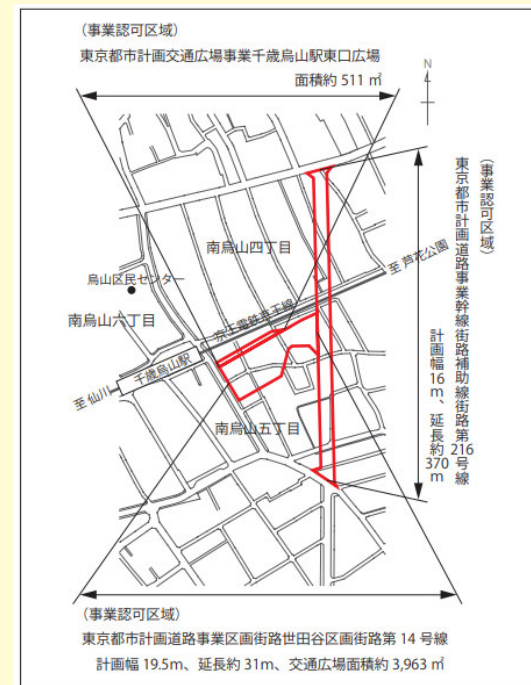 (事業認可区域)
東京都市計画交通広場事業千歳烏山駅東口広場
面積約 511 ㎡
N
(事業認可区域)
東京都市計画道路事業幹線街路補助線街路第216号線
計画幅16m、延長約370m
南烏山四丁目
至 芦花公園
烏山区民センター
京王電鉄京王線
南烏山六丁目
千歳烏山駅
至 仙川
南烏山五丁目
(事業認可区域)
東京都市計画道路事業区画街路世田谷区画街路第 14 号線
計画幅 19.5m、延長約 31m、交通広場面積約 3,963 ㎡